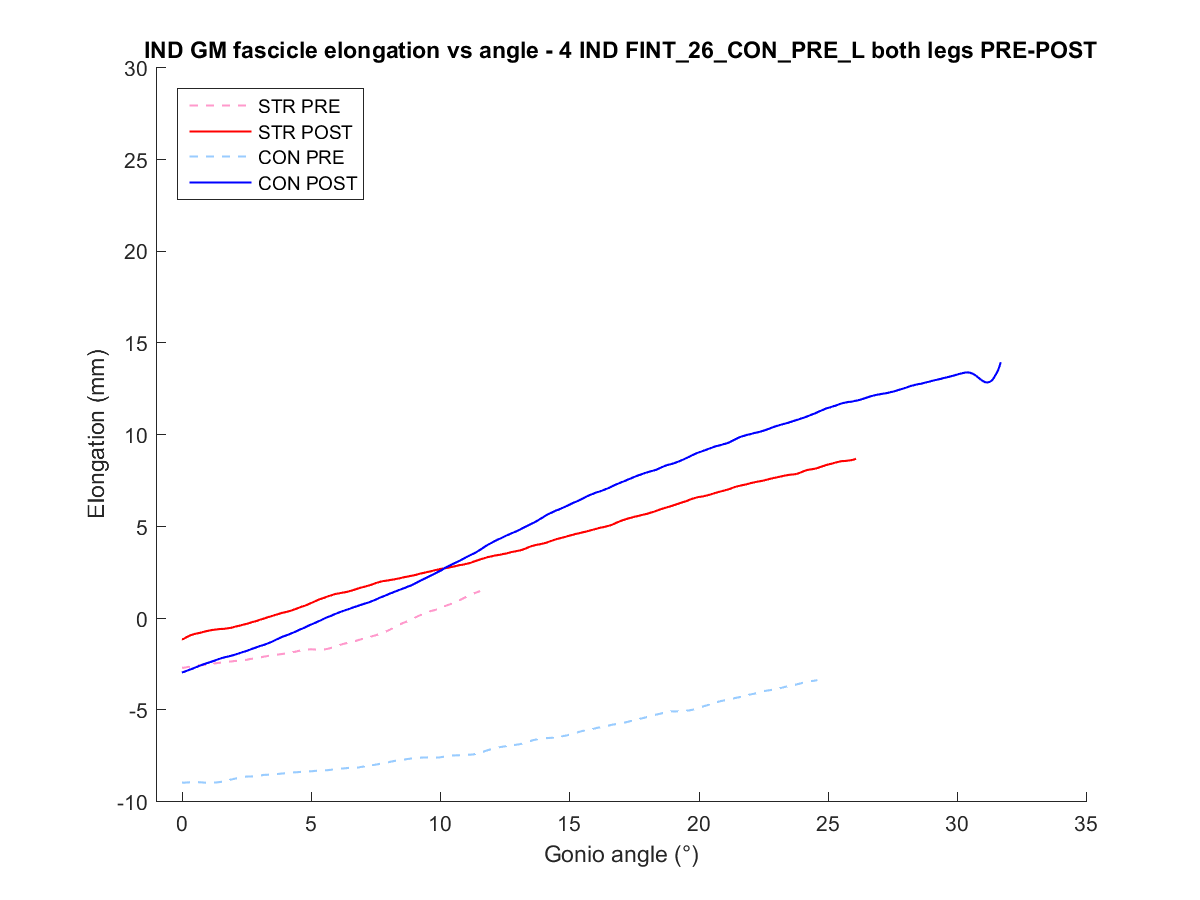 IND GM fascicle elongation vs angle - 4 IND FINT_26_CON_PRE_L both legs PRE-POST
30
25
20
15
10
5
0
-5
-10
Elongation (mm)
STR PRE
STR POST
CON PRE
CON POST
0 5 10 15 20 25 30 35
Gonio angle (°)